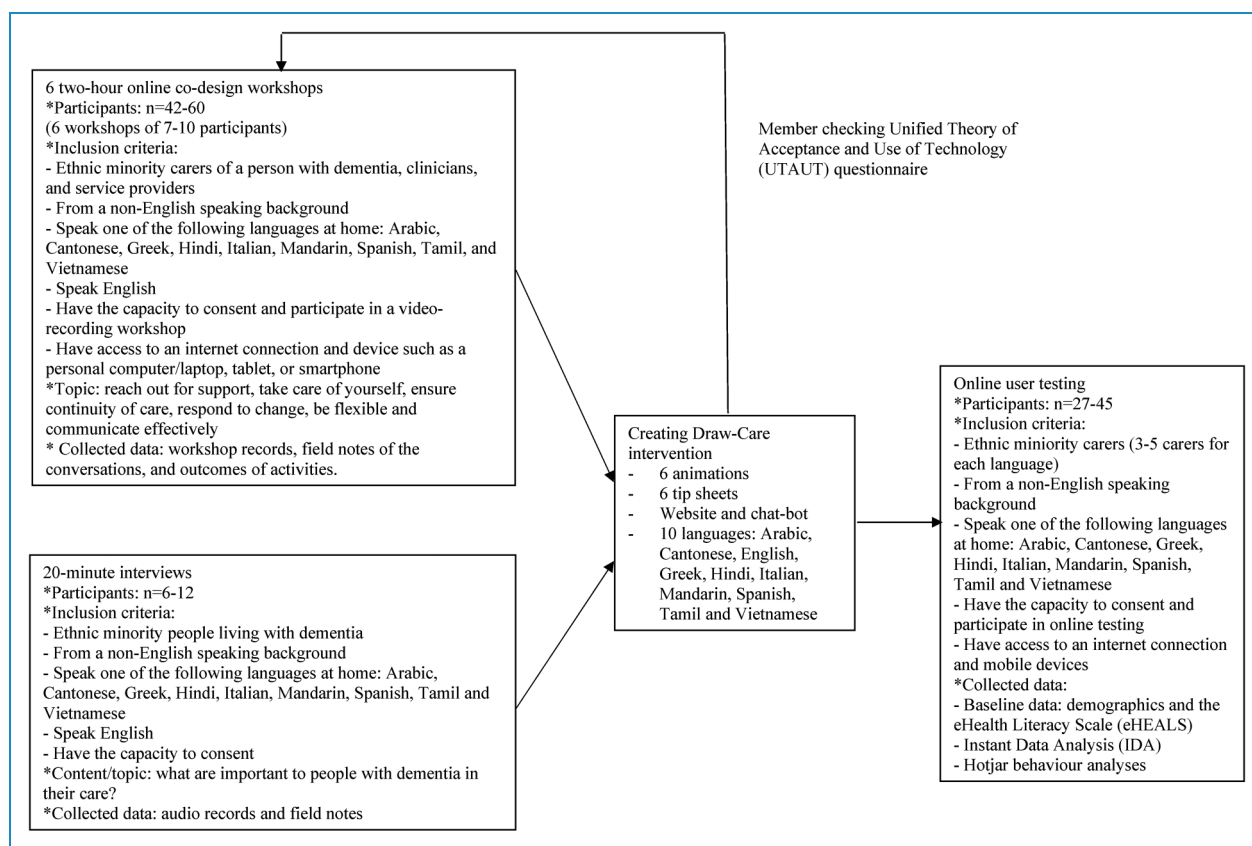 6 two-hour online co-design workshops
*Participants: n=42-60
(6 workshops of 7-10 participants)
*Inclusion criteria:
- Ethnic minority carers of a person with dementia, clinicians,
and service providers
- From a non-English speaking background
- Speak one of the following languages at home: Arabic,
Cantonese, Greek, Hindi, Italian, Mandarin, Spanish, Tamil, and
Vietnamese
- Speak English
- Have the capacity to consent and participate in a video-
recording workshop
- Have access to an internet connection and device such as a
personal computer/laptop, tablet, or smartphone
*Topic: reach out for support, take care of yourself, ensure
continuity of care, respond to change, be flexible and
communicate effectively
* Collected data: workshop records, field notes of the
conversations, and outcomes of activities.
20-minute interviews
*Participants: n=6-12
*Inclusion criteria:
- Ethnic minority people living with dementia
- From a non-English speaking background
- Speak one of the following languages at home: Arabic,
Cantonese, Greek, Hindi, Italian, Mandarin, Spanish, Tamil and
Vietnamese
- Speak English
- Have the capacity to consent
*Content/topic: what are important to people with dementia in
their care?
*Collected data: audio records and field notes
Member checking Unified Theory of
Acceptance and Use of Technology
(UTAUT) questionnaire
Creating Draw-Care
intervention
- 6 animations
- 6 tip sheets
- Website and chat-bot
- 10 languages: Arabic,
Cantonese, English,
Greek, Hindi, Italian,
Mandarin, Spanish,
Tamil and Vietnamese
Online user testing
*Participants: n=27-45
*Inclusion criteria:
- Ethnic miniority carers (3-5 carers for
each language)
- From a non-English speaking
background
- Speak one of the following languages
at home: Arabic, Cantonese, Greek,
Hindi, Italian, Mandarin, Spanish,
Tamil and Vietnamese
- Have the capacity to consent and
participate in online testing
- Have access to an internet connection
and mobile devices
*Collected data:
- Baseline data: demographics and the
eHealth Literacy Scale (eHEALS)
- Instant Data Analysis (IDA)
- Hotjar behaviour analyses